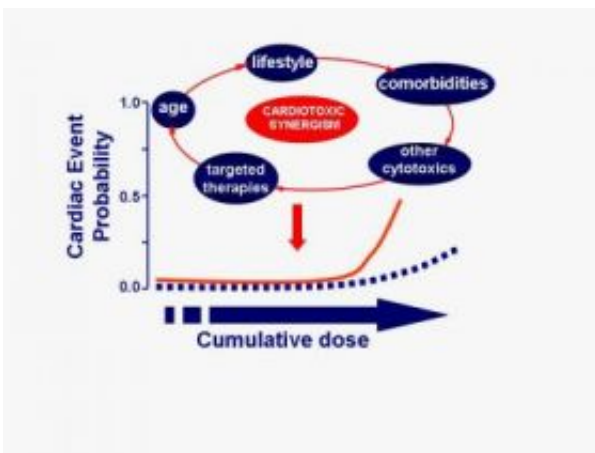 lifestyle
comorbidities
age
CARDIOTOXIC
SYNERGISM
other
cytotoxics
targeted
therapies
Cardiac Event
Probability
1.0
0.5
0.0
Cumulative dose